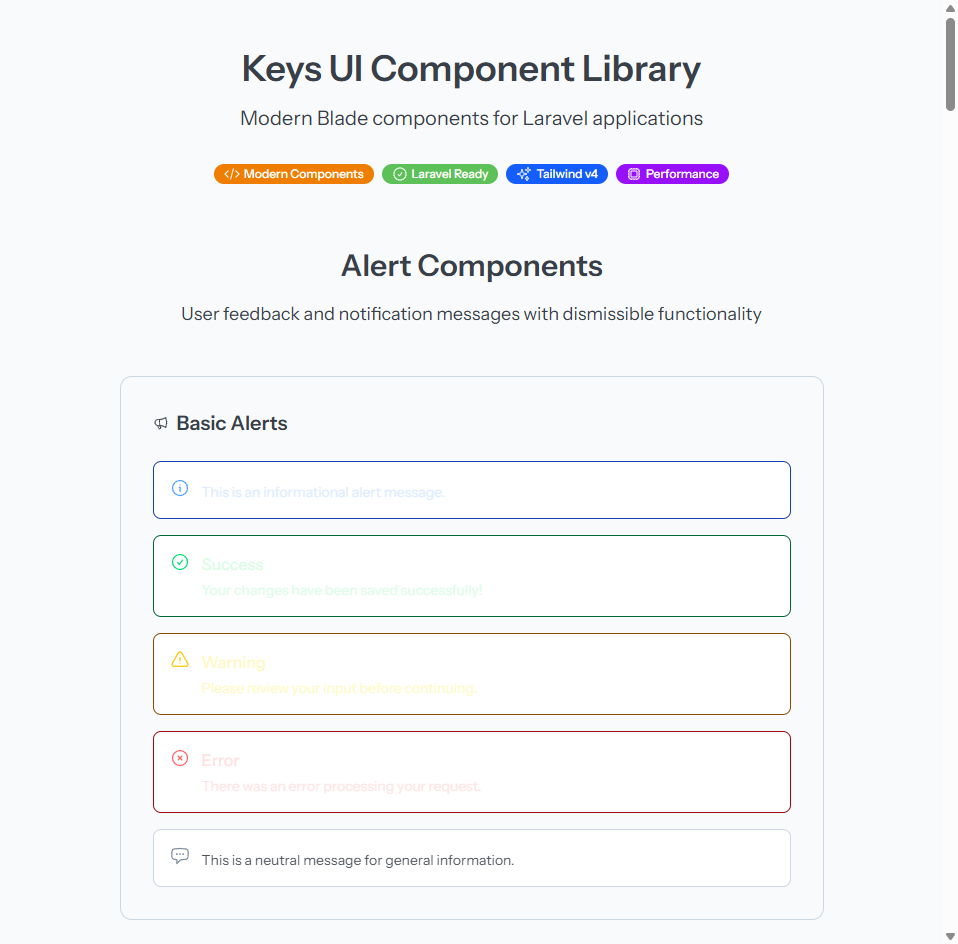 Keys UI Component Library
Modern Blade components for Laravel applications
</> Modern Components
Laravel Ready
Tailwind v4
Performance
Alert Components
User feedback and notification messages with dismissible functionality
Basic Alerts
This is an informational alert message.
Success
Your changes have been saved successfully!
Warning
Please review your input before continuing.
Error
There was an error processing your request.
This is a neutral message for general information.